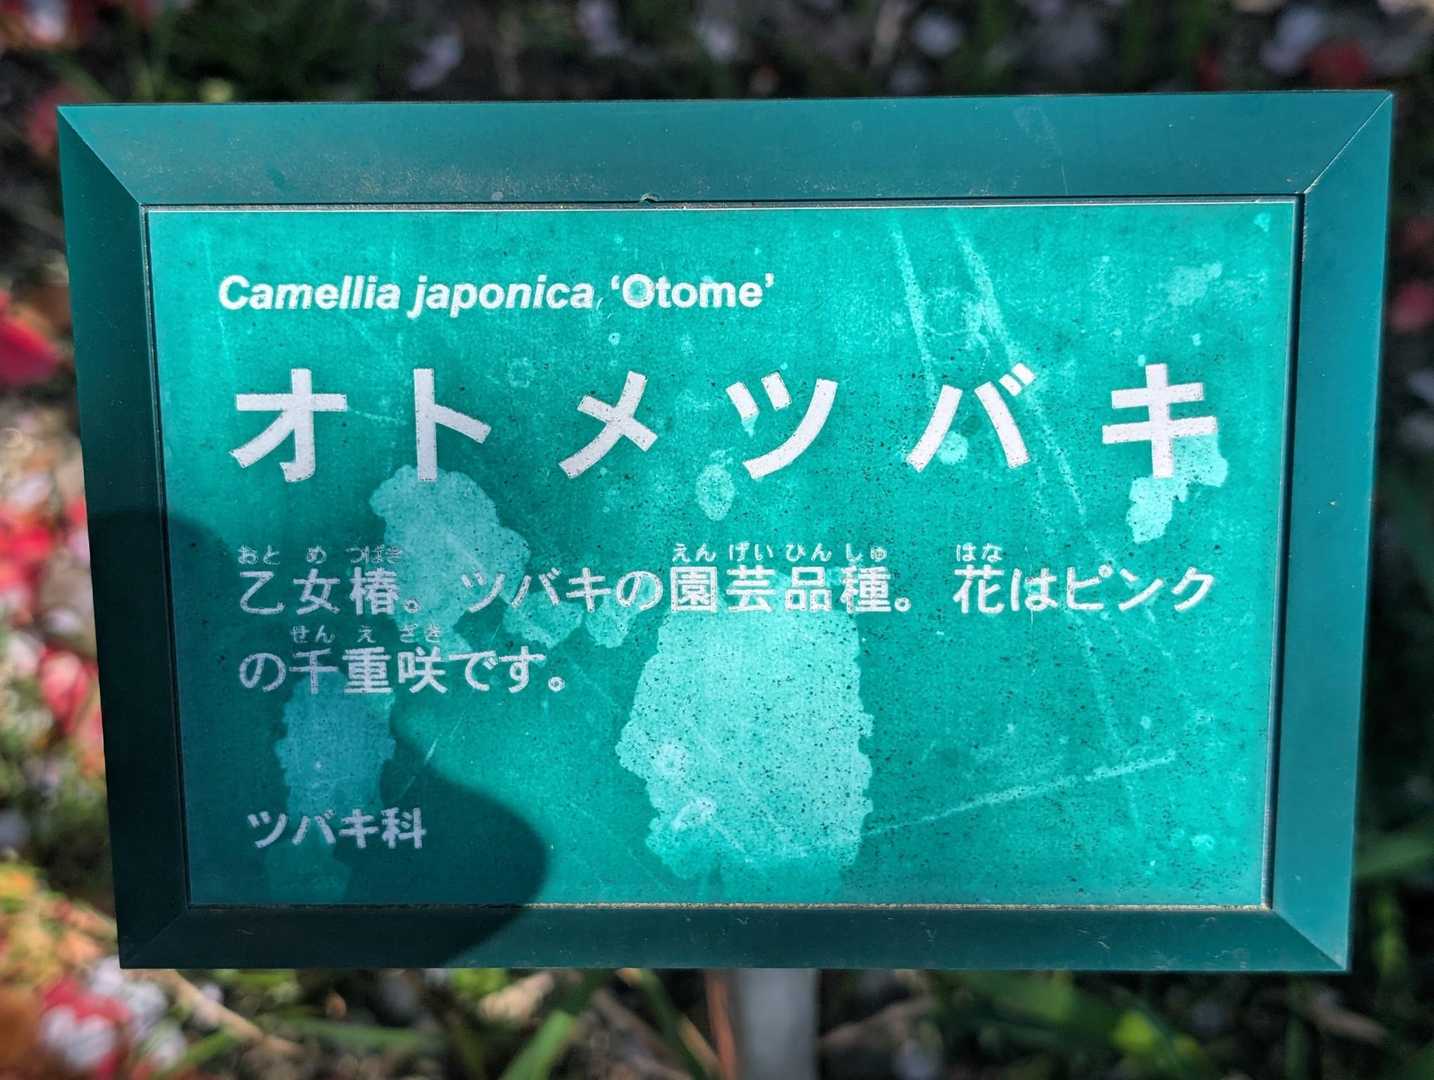 Camellia japonica ‘Otome’
オトメツバキ
おと め つばき えん げい ひん しゅ はな
乙女椿。ツバキの園芸品種。花はピンク
せん え ざき
の千重咲です。
ツバキ科